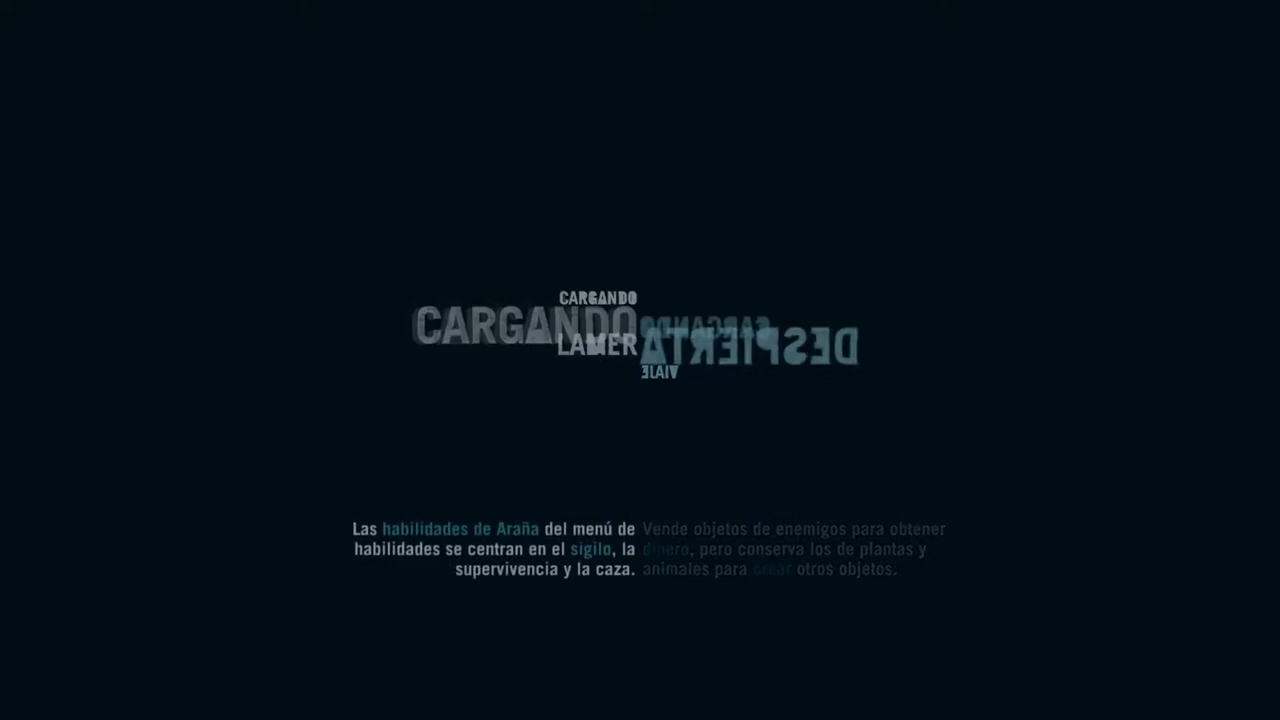 CARGANDO
CARGANDO
CARGANDO
LAMER
DESPIERTA
VIAJE
Las habilidades de Araña del menú de
habilidades se centran en el sigilo, la
supervivencia y la caza.
Vende objetos de enemigos para obtener
dinero, pero conserva los de plantas y
animales para crear otros objetos.